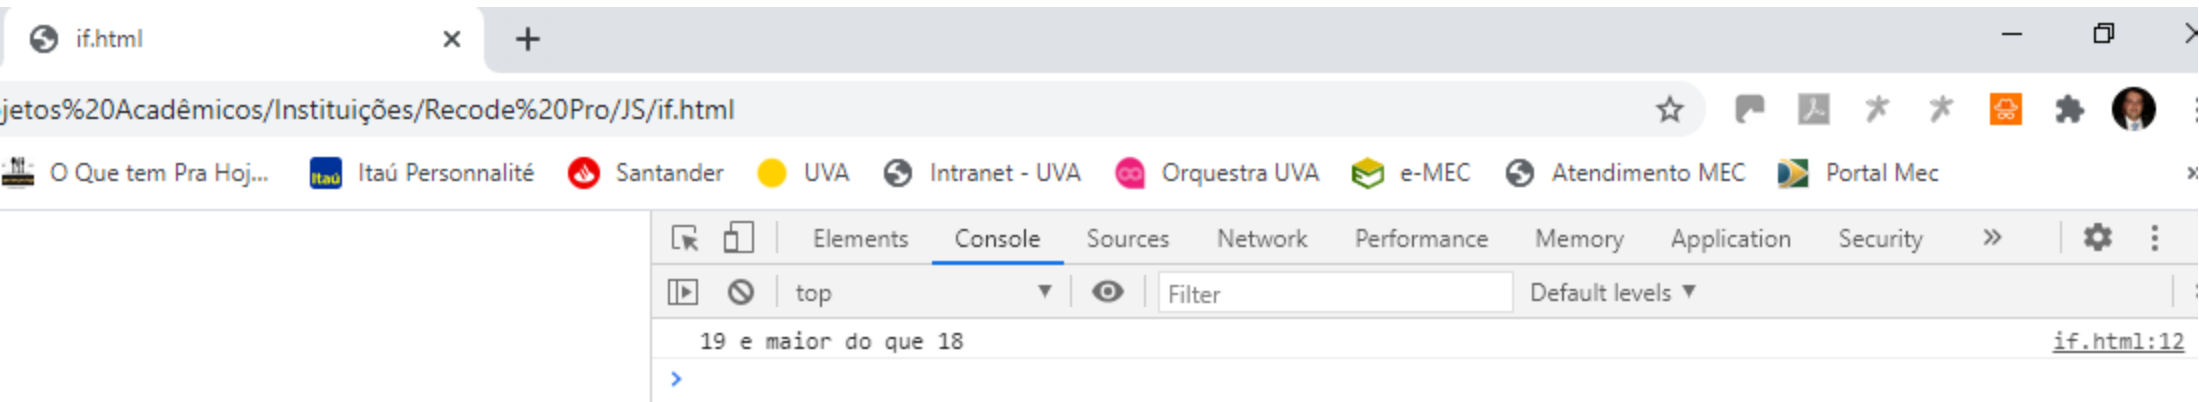 if.html
jetos%20Acadêmicos/Instituições/Recode%20Pro/JS/if.html
O Que tem Pra Hoj... Itaú Itaú Personnalité Santander UVA Intranet - UVA Orquestra UVA e-MEC Atendimento MEC Portal Mec »
Elements Console Sources Network Performance Memory Application Security »
top Filter Default levels
19 e maior do que 18 if.html:12